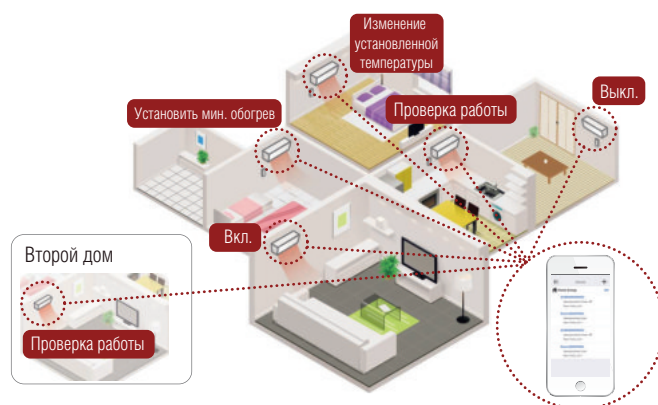 Изменение
установленной
температуры
Выкл.
Установить мин. обогрев
Проверка работы
Вкл.
Второй дом
Проверка работы